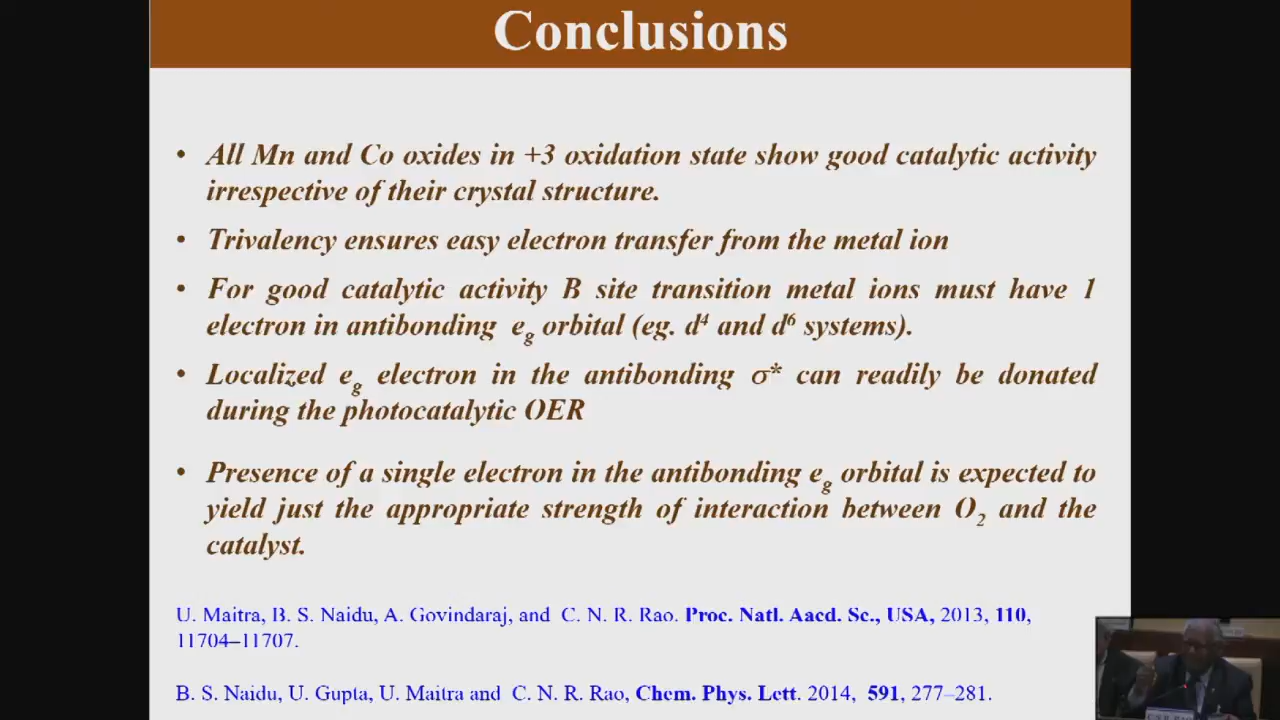 Conclusions
• All Mn and Co oxides in +3 oxidation state show good catalytic activity
irrespective of their crystal structure.
• Trivalency ensures easy electron transfer from the metal ion
• For good catalytic activity B site transition metal ions must have 1
electron in antibonding e_g orbital (eg. d⁴ and d⁶ systems).
• Localized e_g electron in the antibonding σ* can readily be donated
during the photocatalytic OER
• Presence of a single electron in the antibonding e_g orbital is expected to
yield just the appropriate strength of interaction between O₂ and the
catalyst.
U. Maitra, B. S. Naidu, A. Govindaraj, and C. N. R. Rao. Proc. Natl. Aacd. Sc., USA, 2013, 110,
11704–11707.
B. S. Naidu, U. Gupta, U. Maitra and C. N. R. Rao, Chem. Phys. Lett. 2014, 591, 277–281.